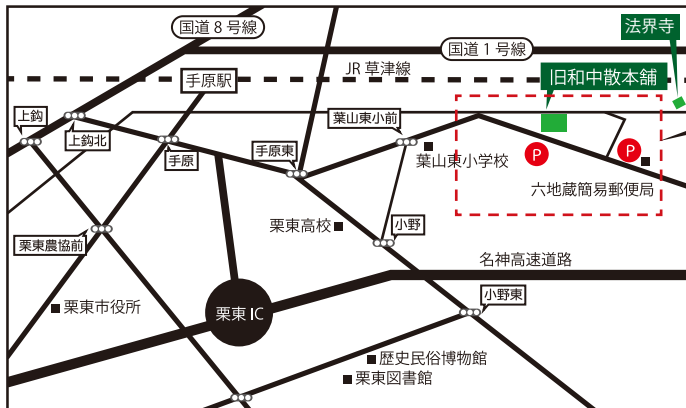 国道8号線
法界寺
国道1号線
JR草津線
手原駅
旧和中散本舗
上鈎
上鈎北
手原
手原東
葉山東小前
葉山東小学校
P
P
六地蔵簡易郵便局
栗東高校
小野
栗東農協前
名神高速道路
小野東
栗東市役所
栗東IC
歴史民俗博物館
栗東図書館